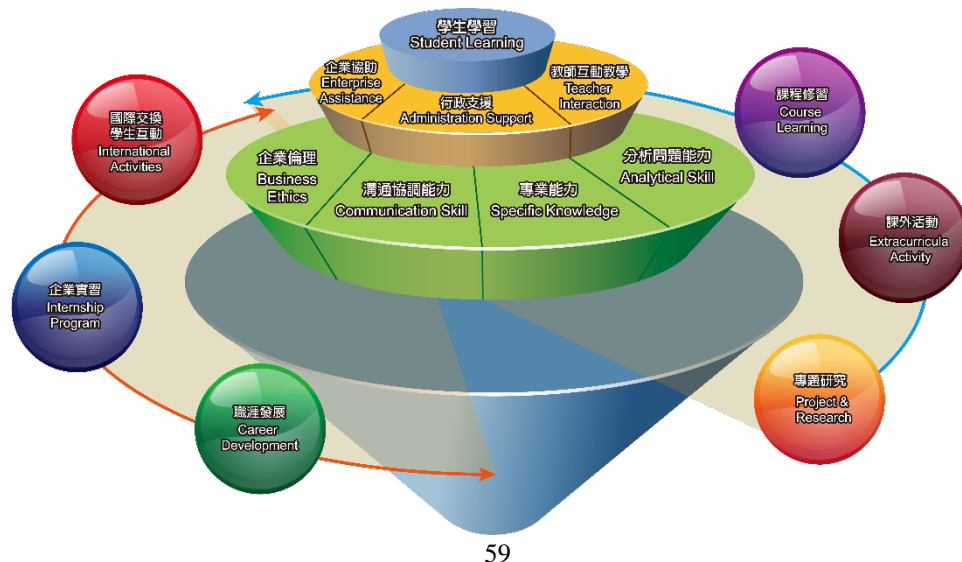 學生學習
Student Learning
企業協助
Enterprise
Assistance
行政支援
Administration Support
教師互動教學
Teacher
Interaction
企業倫理
Business
Ethics
溝通協調能力
Communication Skill
專業能力
Specific Knowledge
分析問題能力
Analytical Skill
國際交換
學生互動
International
Activities
企業實習
Internship
Program
職涯發展
Career
Development
課程修習
Course
Learning
課外活動
Extracurricula
Activity
專題研究
Project &
Research
59